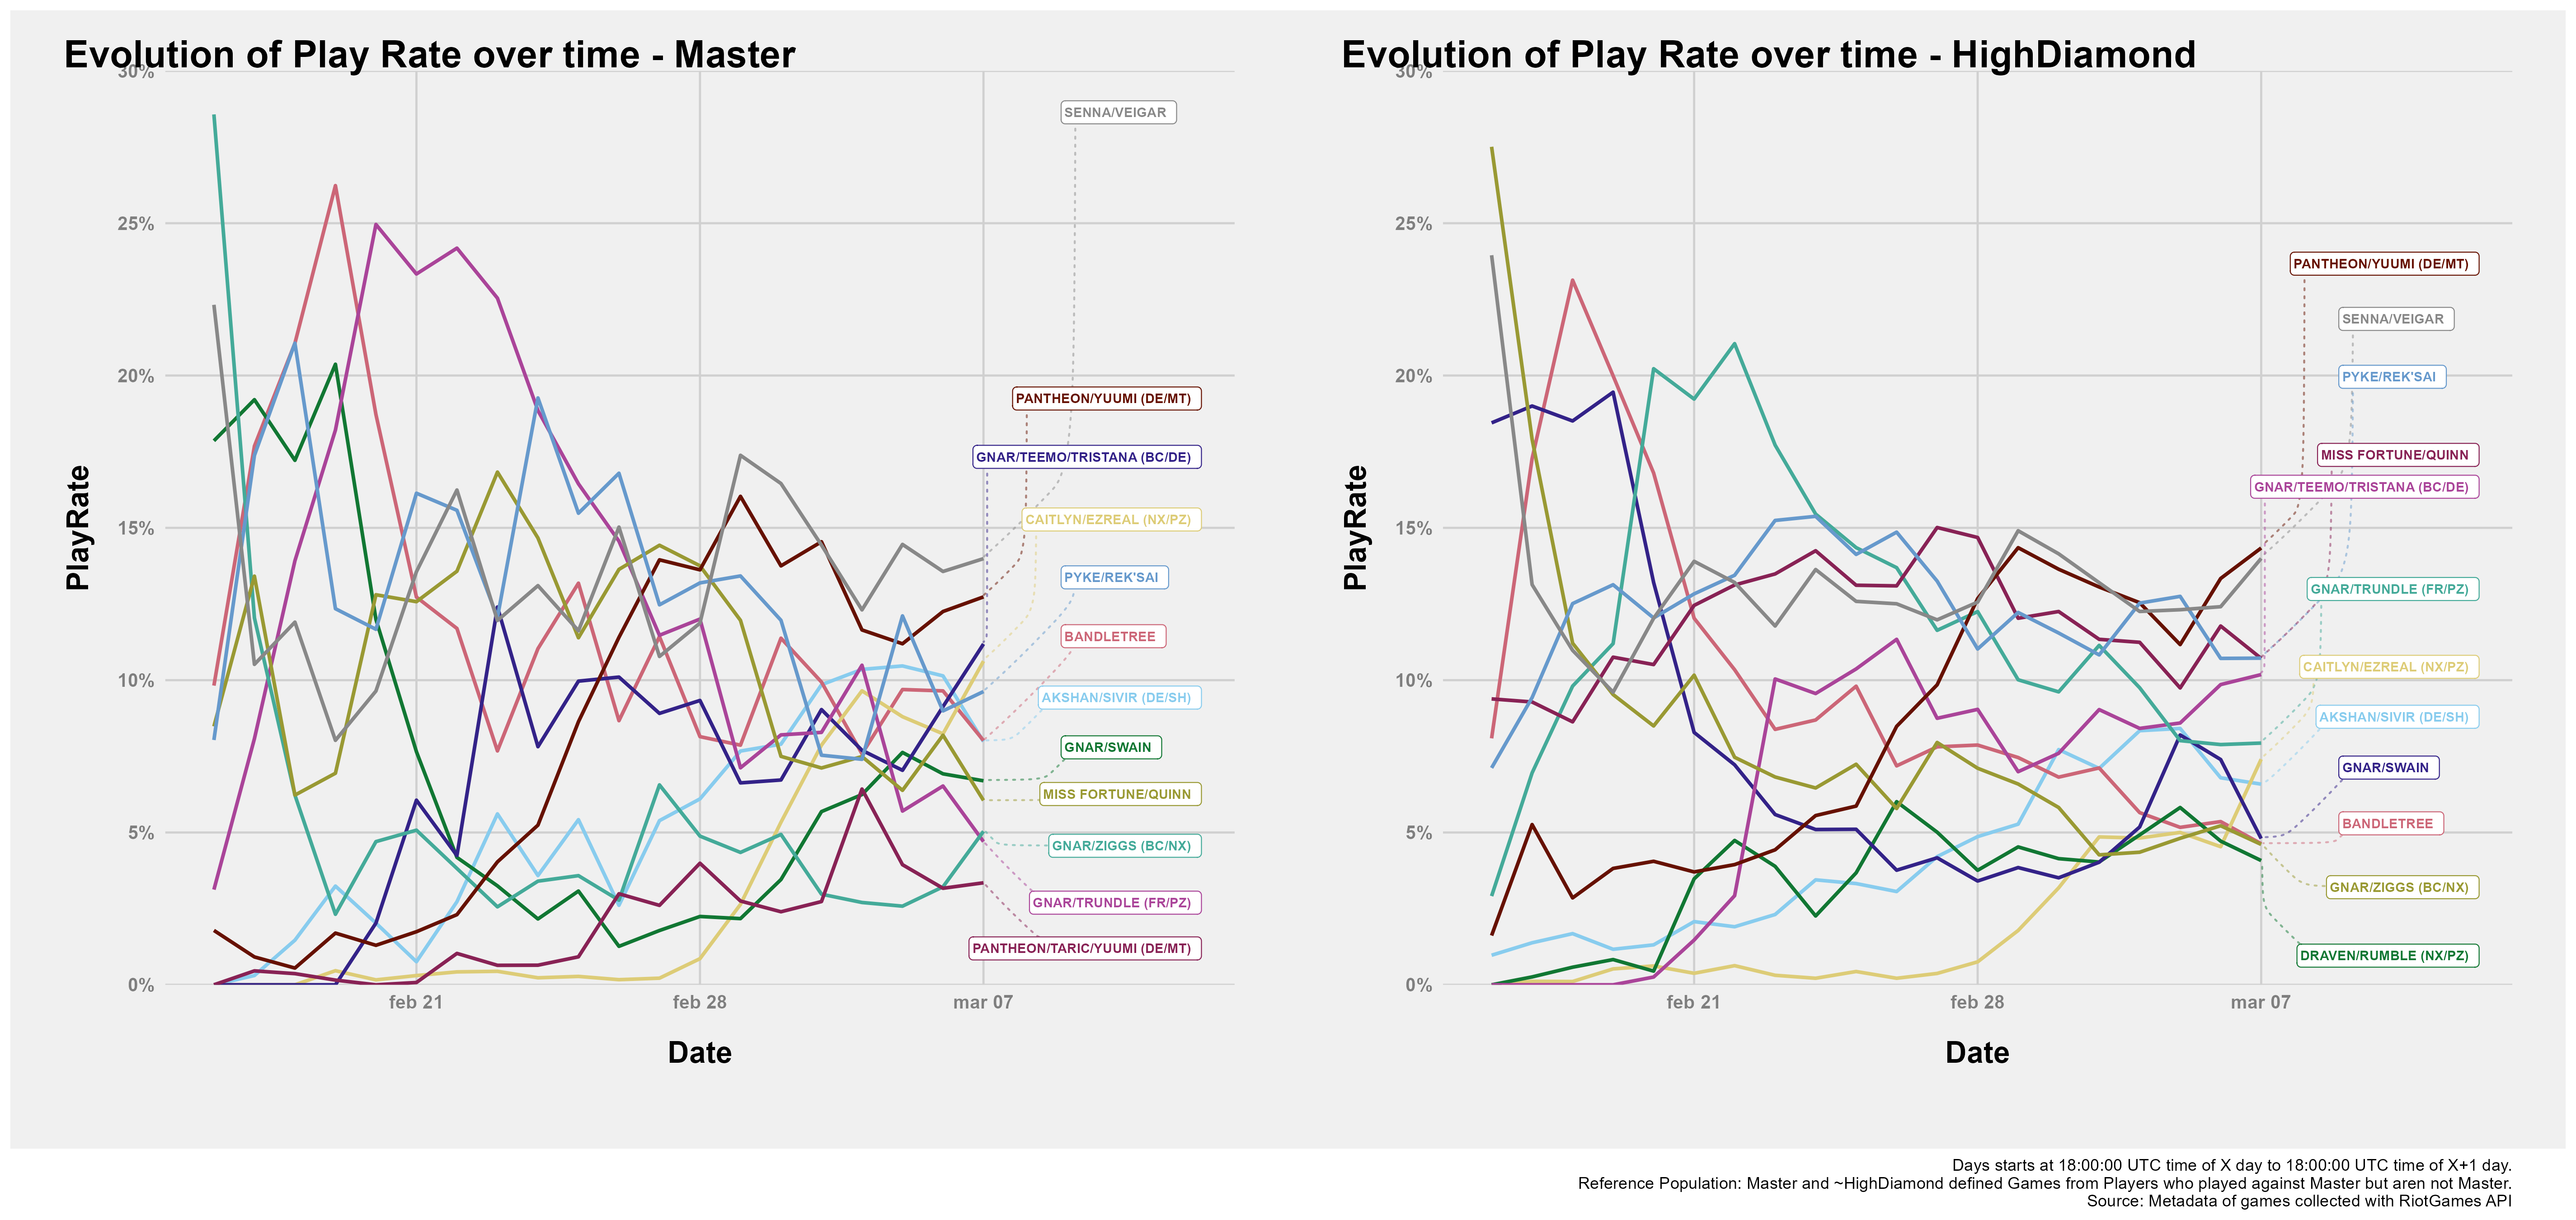 Evolution of Play Rate over time - Master
30%
25%
20%
15%
10%
5%
0%
PlayRate
feb 21
feb 28
mar 07
Date
SENNA/VEIGAR
PANTHEON/YUUMI (DE/MT)
GNAR/TEEMO/TRISTANA (BC/DE)
CAITLYN/EZREAL (NX/PZ)
PYKE/REK'SAI
BANDLETREE
AKSHAN/SIVIR (DE/SH)
GNAR/SWAIN
MISS FORTUNE/QUINN
GNAR/ZIGGS (BC/NX)
GNAR/TRUNDLE (FR/PZ)
PANTHEON/TARIC/YUUMI (DE/MT)
Evolution of Play Rate over time - HighDiamond
30%
25%
20%
15%
10%
5%
0%
PlayRate
feb 21
feb 28
mar 07
Date
PANTHEON/YUUMI (DE/MT)
SENNA/VEIGAR
PYKE/REK'SAI
MISS FORTUNE/QUINN
GNAR/TEEMO/TRISTANA (BC/DE)
GNAR/TRUNDLE (FR/PZ)
CAITLYN/EZREAL (NX/PZ)
AKSHAN/SIVIR (DE/SH)
GNAR/SWAIN
BANDLETREE
GNAR/ZIGGS (BC/NX)
DRAVEN/RUMBLE (NX/PZ)
Days starts at 18:00:00 UTC time of X day to 18:00:00 UTC time of X+1 day.
Reference Population: Master and ~HighDiamond defined Games from Players who played against Master but aren not Master.
Source: Metadata of games collected with RiotGames API